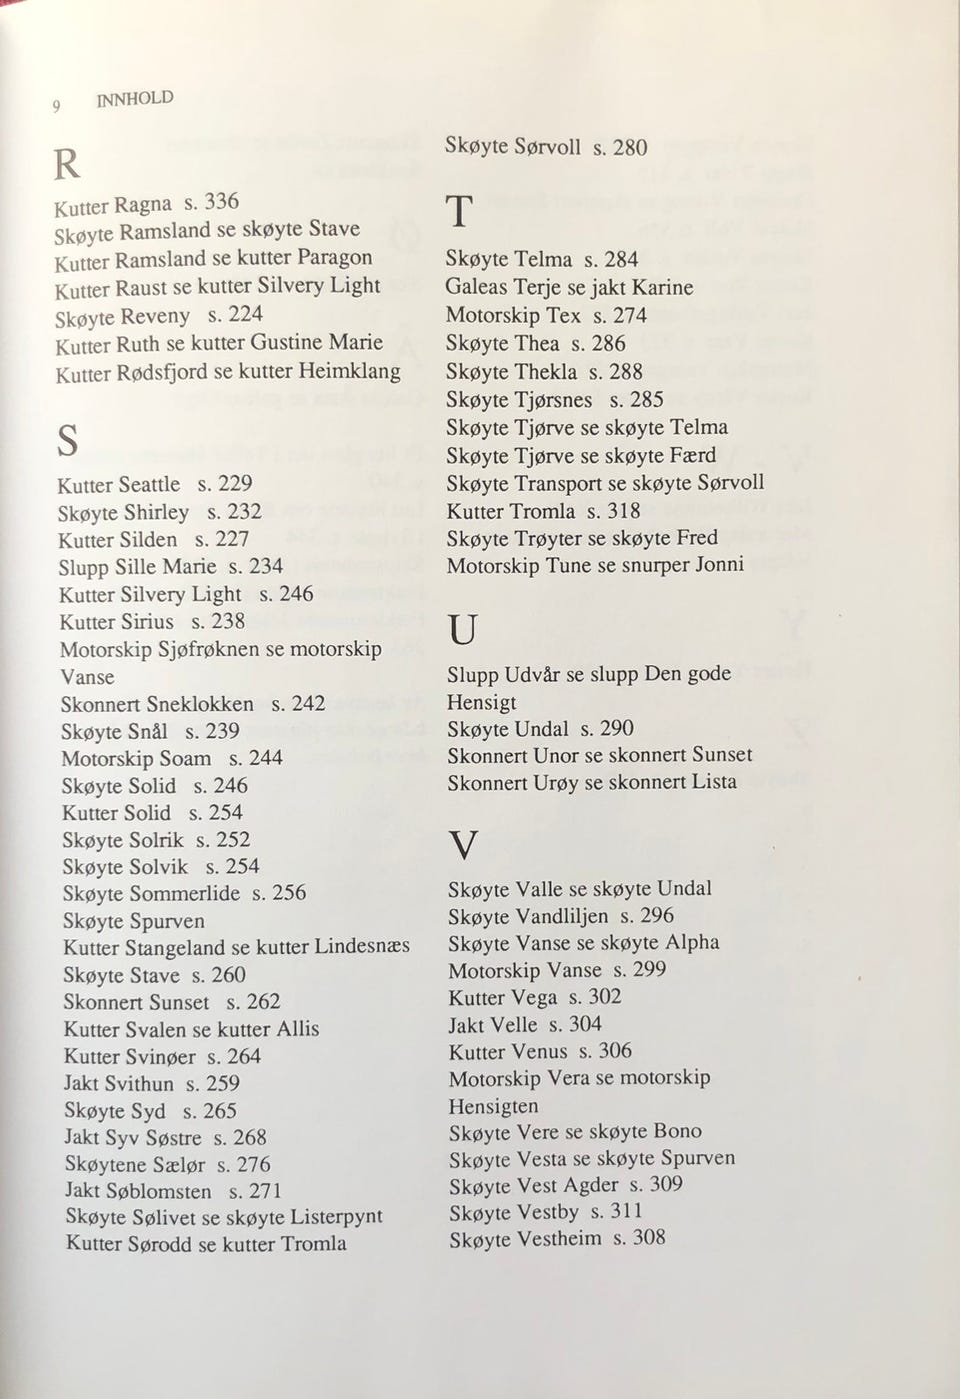 9 INNHOLD
R
Kutter Ragna s. 336
Skøyte Ramsland se skøyte Stave
Kutter Ramsland se kutter Paragon
Kutter Raust se kutter Silvery Light
Skøyte Reveny s. 224
Kutter Ruth se kutter Gustine Marie
Kutter Rødsfjord se kutter Heimklang
S
Kutter Seattle s. 229
Skøyte Shirley s. 232
Kutter Silden s. 227
Slupp Sille Marie s. 234
Kutter Silvery Light s. 246
Kutter Sirius s. 238
Motorskip Sjøfrøknen se motorskip
Vanse
Skonnert Sneklokken s. 242
Skøyte Snål s. 239
Motorskip Soam s. 244
Skøyte Solid s. 246
Kutter Solid s. 254
Skøyte Solrik s. 252
Skøyte Solvik s. 254
Skøyte Sommerlide s. 256
Skøyte Spurven
Kutter Stangeland se kutter Lindesnæs
Skøyte Stave s. 260
Skonnert Sunset s. 262
Kutter Svalen se kutter Allis
Kutter Svinøer s. 264
Jakt Svithun s. 259
Skøyte Syd s. 265
Jakt Syv Søstre s. 268
Skøytene Sælør s. 276
Jakt Søblomsten s. 271
Skøyte Sølivet se skøyte Listerpynt
Kutter Sørodd se kutter Tromla
Skøyte Sørvoll s. 280
T
Skøyte Telma s. 284
Galeas Terje se jakt Karine
Motorskip Tex s. 274
Skøyte Thea s. 286
Skøyte Thekla s. 288
Skøyte Tjørsnes s. 285
Skøyte Tjørve se skøyte Telma
Skøyte Tjørve se skøyte Færd
Skøyte Transport se skøyte Sørvoll
Kutter Tromla s. 318
Skøyte Trøyter se skøyte Fred
Motorskip Tune se snurper Jonni
U
Slupp Udvår se slupp Den gode
Hensigt
Skøyte Undal s. 290
Skonnert Unor se skonnert Sunset
Skonnert Urøy se skonnert Lista
V
Skøyte Valle se skøyte Undal
Skøyte Vandliljen s. 296
Skøyte Vanse se skøyte Alpha
Motorskip Vanse s. 299
Kutter Vega s. 302
Jakt Velle s. 304
Kutter Venus s. 306
Motorskip Vera se motorskip
Hensigten
Skøyte Vere se skøyte Bono
Skøyte Vesta se skøyte Spurven
Skøyte Vest Agder s. 309
Skøyte Vestby s. 311
Skøyte Vestheim s. 308